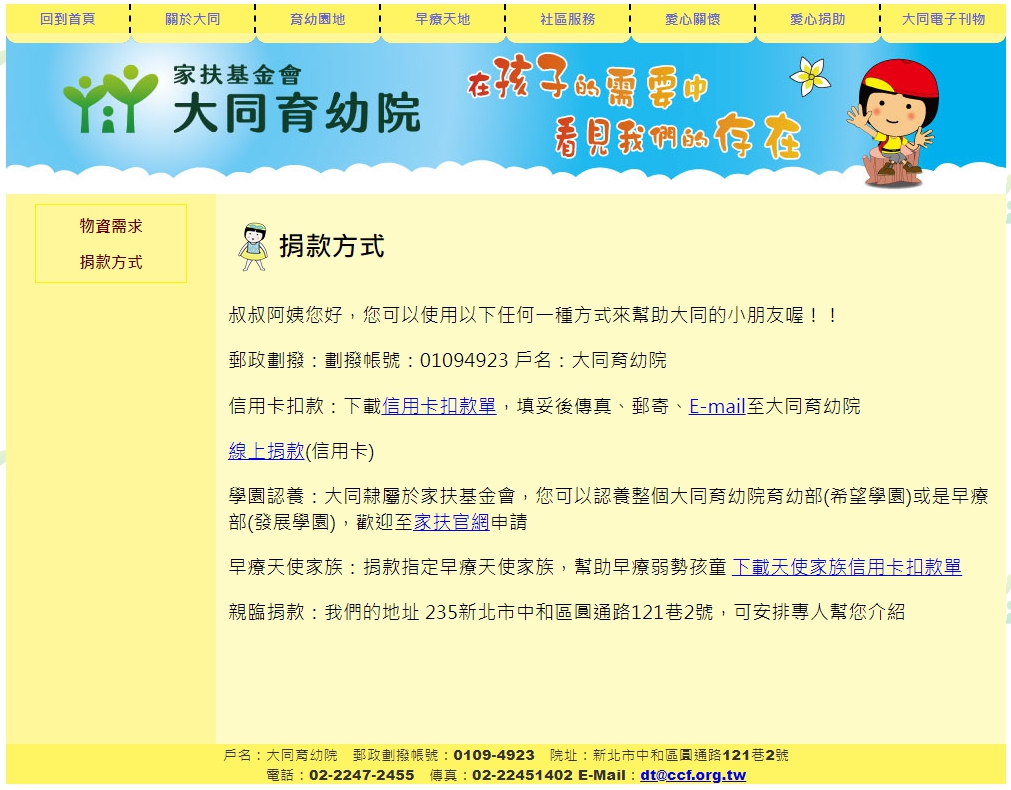 回到首頁 關於大同 育幼園地 早療天地 社區服務 愛心關懷 愛心捐助 大同電子刊物
家扶基金會
大同育幼院
在孩子的需要中
看見我們的存在
物資需求
捐款方式
捐款方式
叔叔阿姨您好，您可以使用以下任何一種方式來幫助大同的小朋友喔！！
郵政劃撥：劃撥帳號：01094923 戶名：大同育幼院
信用卡扣款：下載信用卡扣款單，填妥後傳真、郵寄、E-mail至大同育幼院
線上捐款(信用卡)
學園認養：大同隸屬於家扶基金會，您可以認養整個大同育幼院育幼部(希望學園)或是早療
部(發展學園)，歡迎至家扶官網申請
早療天使家族：捐款指定早療天使家族，幫助早療弱勢孩童 下載天使家族信用卡扣款單
親臨捐款：我們的地址 235新北市中和區圓通路121巷2號，可安排專人幫您介紹
戶名：大同育幼院 郵政劃撥帳號：0109-4923 院址：新北市中和區圓通路121巷2號
電話：02-2247-2455 傳真：02-22451402 E-Mail：dt@ccf.org.tw